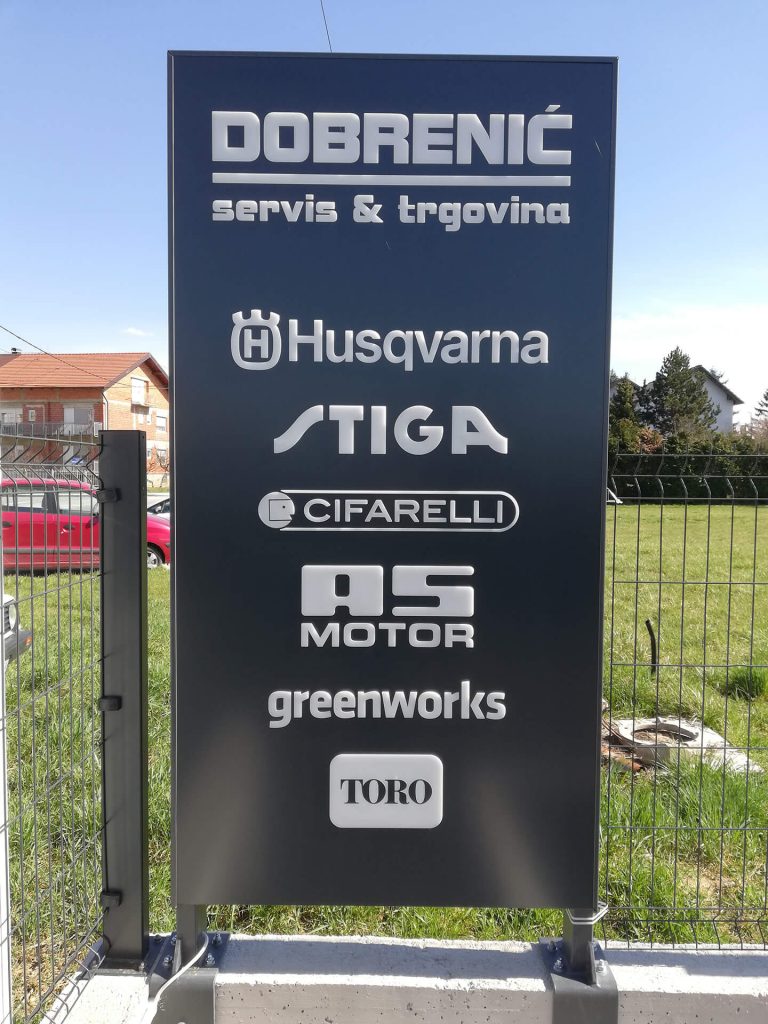 DOBRENIĆ
servis & trgovina
H Husqvarna
STIGA
CIFARELLI
AS
MOTOR
greenworks
TORO